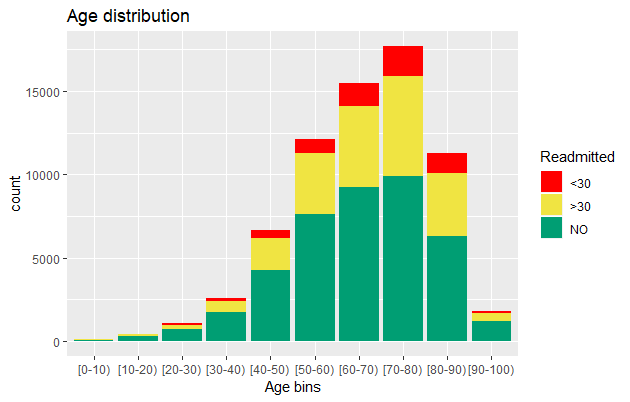 Age distribution
15000
10000
5000
0
count
[0-10) [10-20) [20-30) [30-40) [40-50) [50-60) [60-70) [70-80) [80-90) [90-100)
Age bins
Readmitted
<30
>30
NO